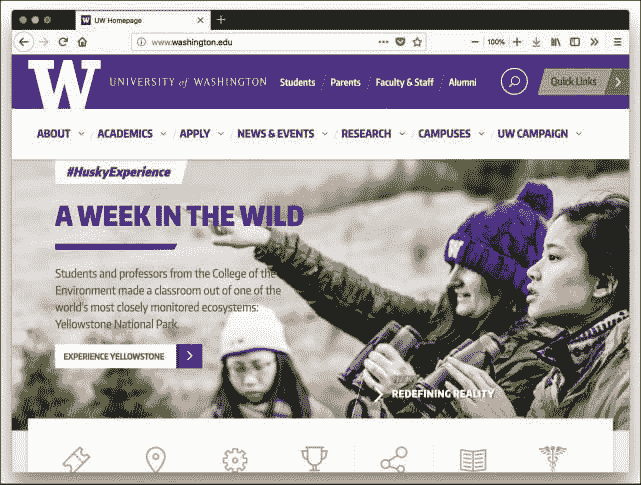 UW Homepage
www.washington.edu
100%
W UNIVERSITY of WASHINGTON Students Parents Faculty & Staff Alumni Quick Links
ABOUT ACADEMICS APPLY NEWS & EVENTS RESEARCH CAMPUSES UW CAMPAIGN
#HuskyExperience
A WEEK IN THE WILD
Students and professors from the College of the
Environment made a classroom out of one of the
world's most closely monitored ecosystems:
Yellowstone National Park.
EXPERIENCE YELLOWSTONE
W
REDEFINING REALITY